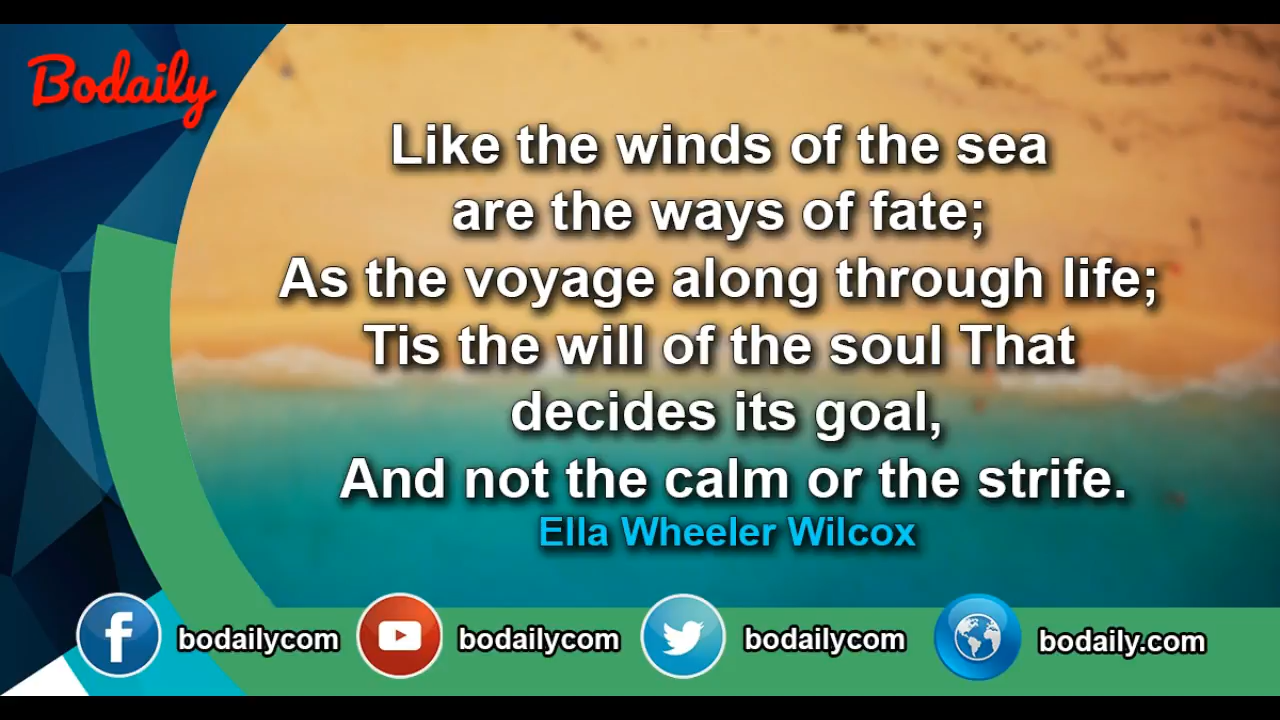 Bodaily
Like the winds of the sea
are the ways of fate;
As the voyage along through life;
Tis the will of the soul That
decides its goal,
And not the calm or the strife.
Ella Wheeler Wilcox
bodailycom bodailycom bodailycom bodaily.com